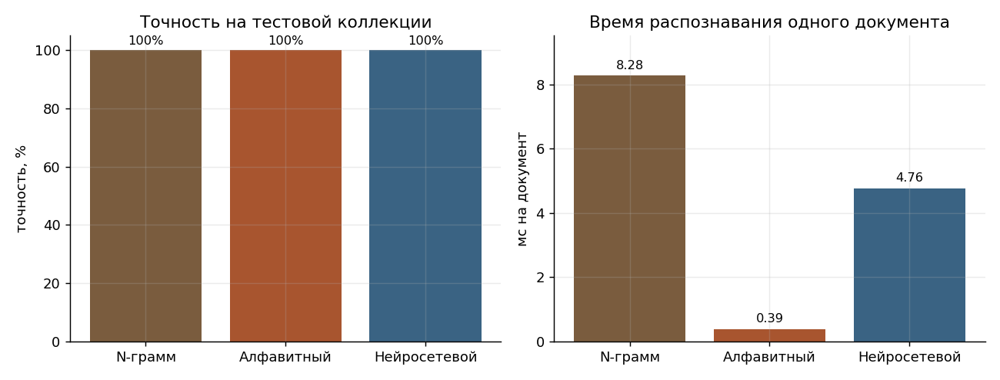 Точность на тестовой коллекции
100%
100%
100%
100
80
60
40
20
0
точность, %
N-грамм
Алфавитный
Нейросетевой
Время распознавания одного документа
8.28
0.39
4.76
8
6
4
2
0
мс на документ
N-грамм
Алфавитный
Нейросетевой